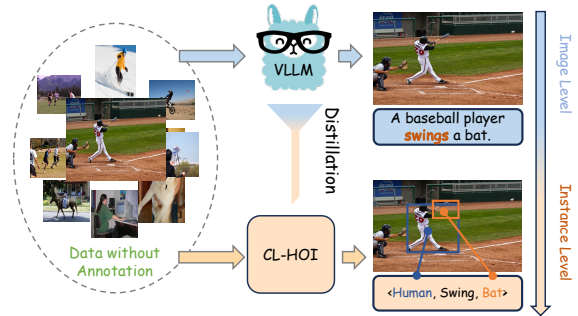 VLLM
A baseball player
swings a bat.
Image Level
Distillation
Instance Level
Data without
Annotation
CL-HOI
<Human, Swing, Bat>